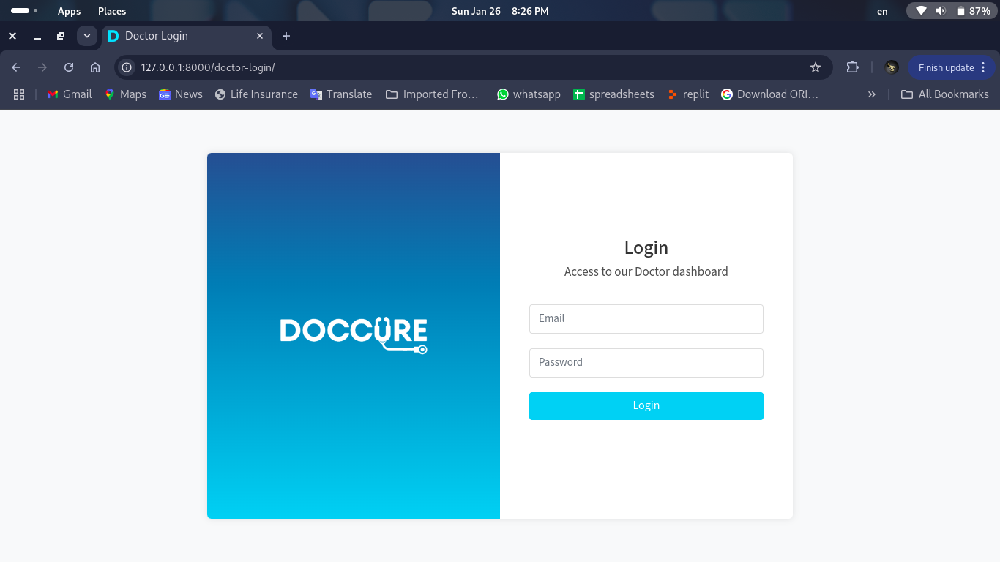 Apps Places Sun Jan 26 8:26 PM en 87%
Doctor Login
127.0.0.1:8000/doctor-login/ Finish update
Gmail Maps News Life Insurance Translate Imported Fro... whatsapp spreadsheets replit Download ORI... All Bookmarks
Login
Access to our Doctor dashboard
DOCCURE
Email
Password
Login